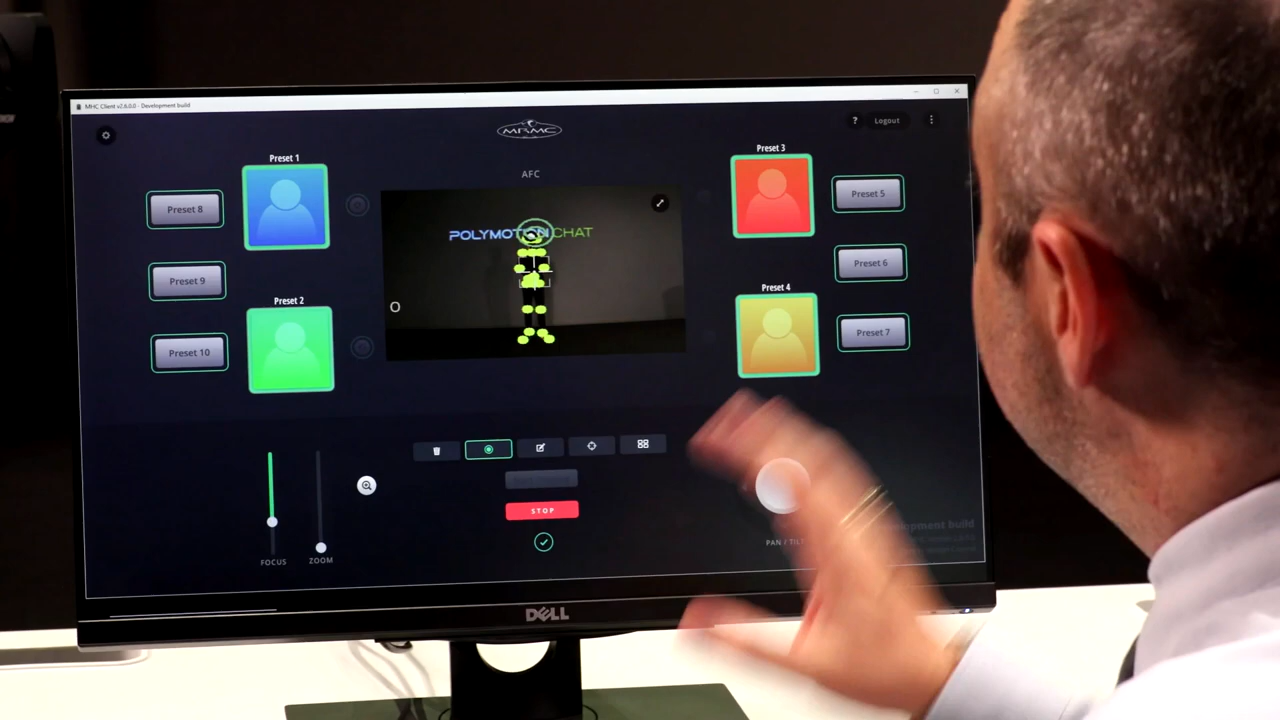 MHC Client v2.6.0.0 - Development build
MRMC
? Logout
AFC
Preset 1
Preset 2
Preset 3
Preset 4
Preset 8
Preset 9
Preset 10
Preset 5
Preset 6
Preset 7
POLYMOTION CHAT
STOP
FOCUS
ZOOM
PAN / TILT
opment build
DELL